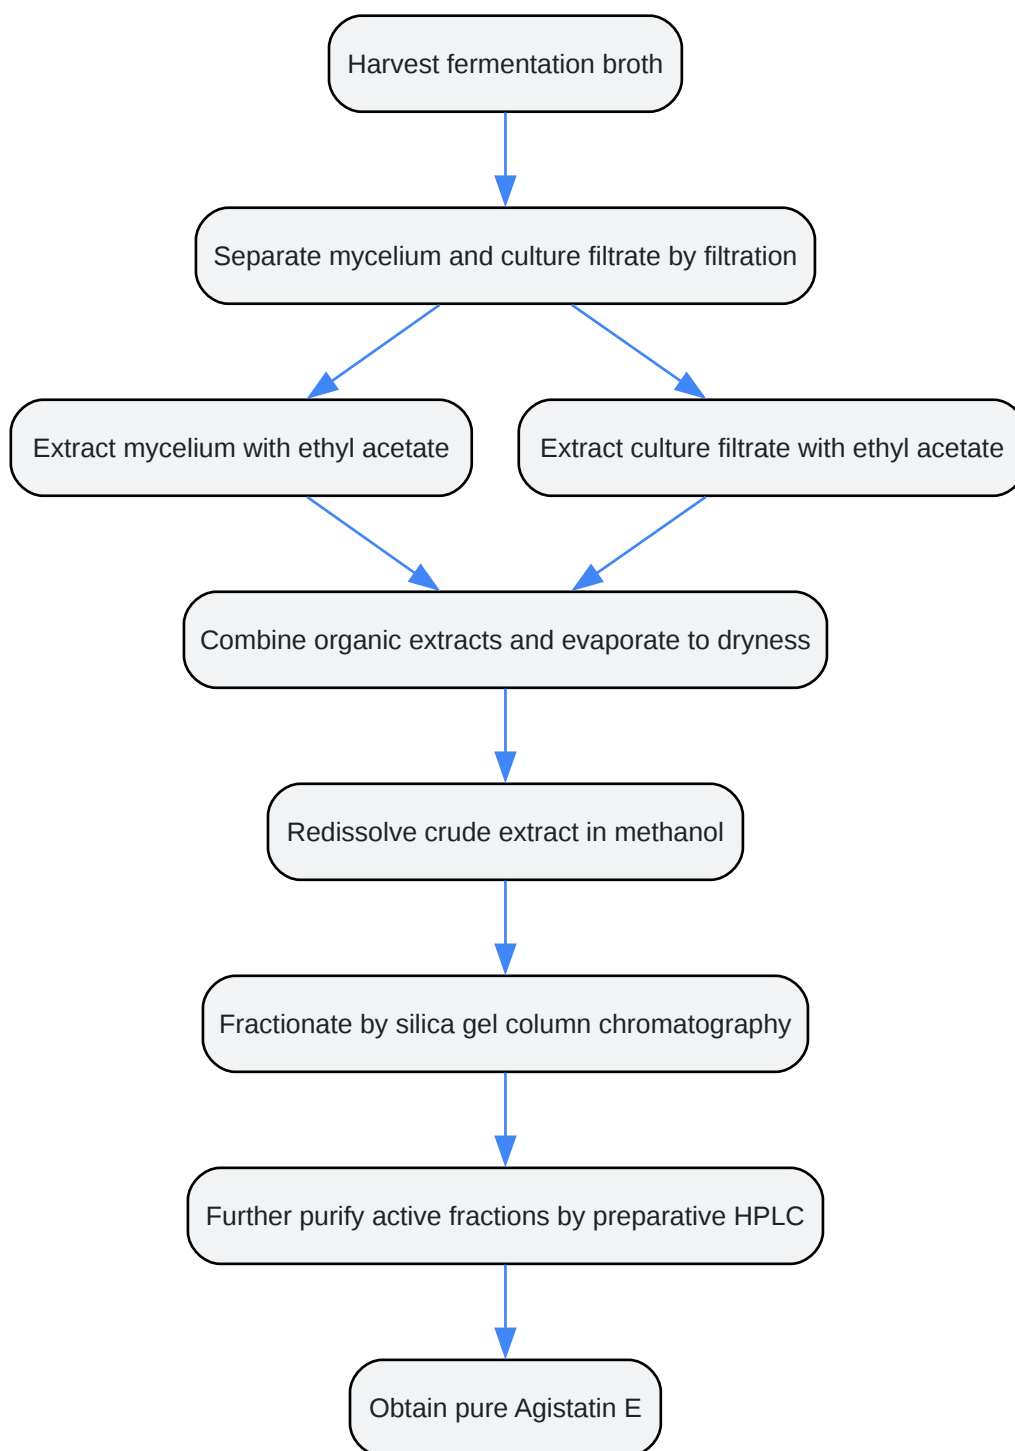 Harvest fermentation broth
Separate mycelium and culture filtrate by filtration
Extract mycelium with ethyl acetate
Extract culture filtrate with ethyl acetate
Combine organic extracts and evaporate to dryness
Redissolve crude extract in methanol
Fractionate by silica gel column chromatography
Further purify active fractions by preparative HPLC
Obtain pure Agistatin E